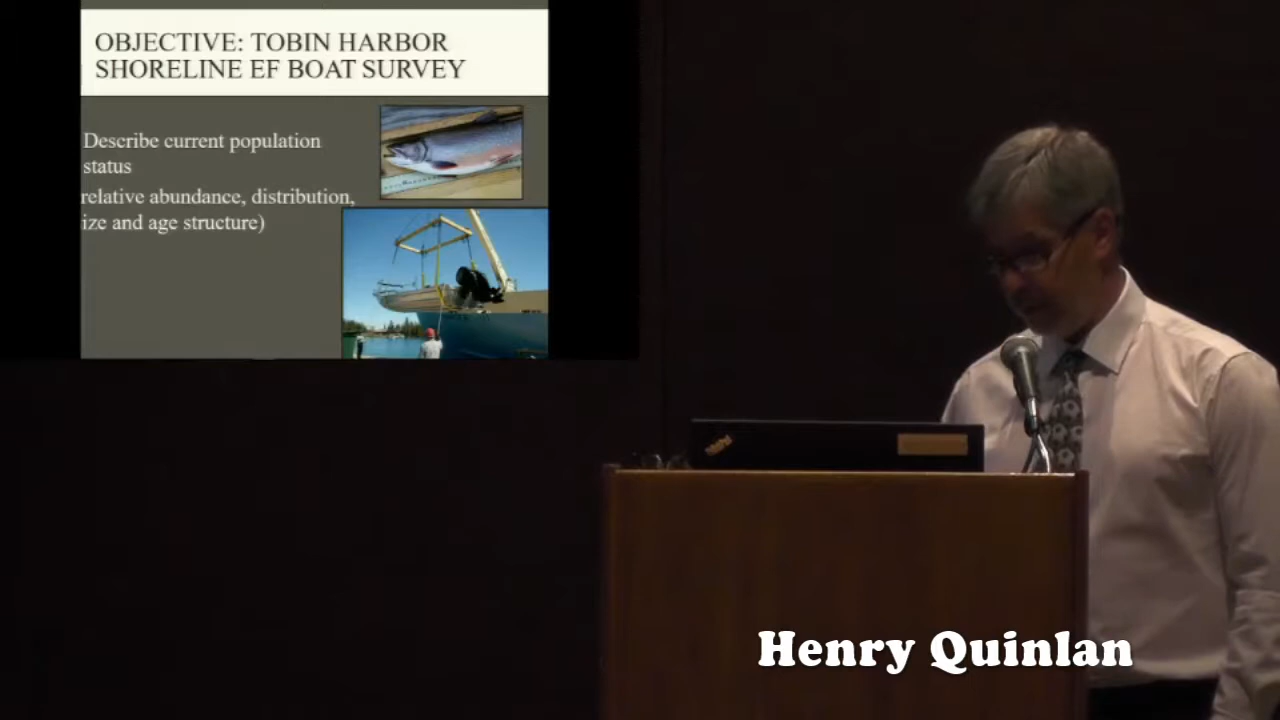 OBJECTIVE: TOBIN HARBOR
SHORELINE EF BOAT SURVEY
Describe current population
status
relative abundance, distribution,
ize and age structure)
Henry Quinlan